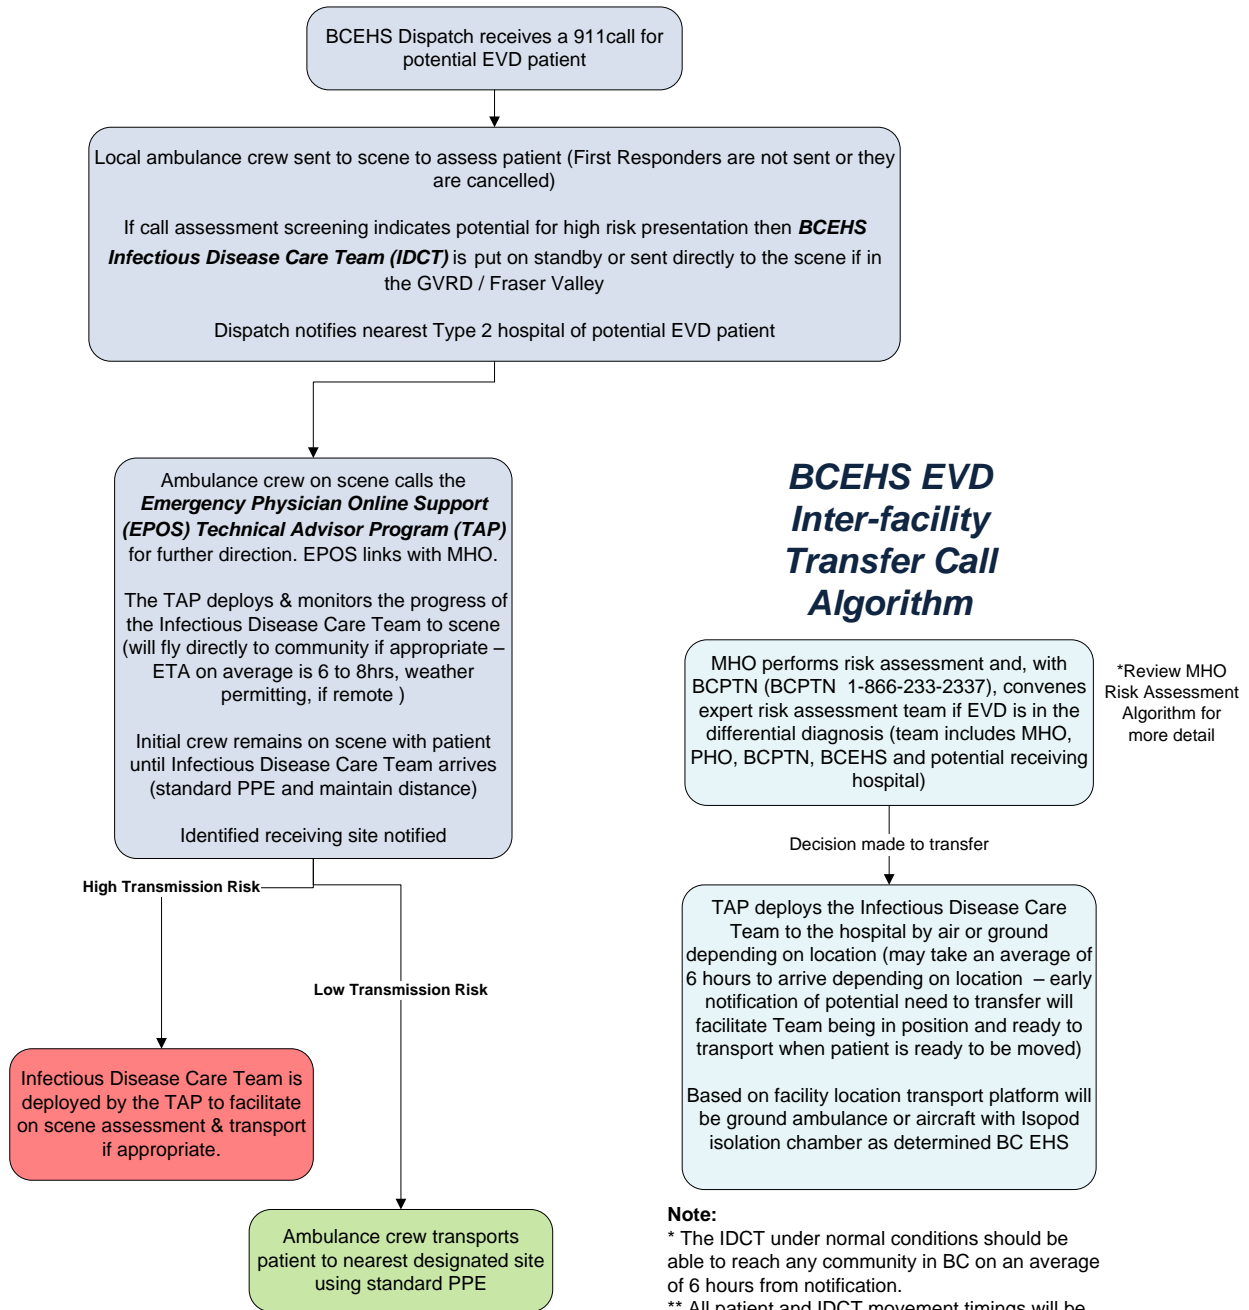 BCEHS Dispatch receives a 911call for
potential EVD patient
Local ambulance crew sent to scene to assess patient (First Responders are not sent or they
are cancelled)
If call assessment screening indicates potential for high risk presentation then BCEHS
Infectious Disease Care Team (IDCT) is put on standby or sent directly to the scene if in
the GVRD / Fraser Valley
Dispatch notifies nearest Type 2 hospital of potential EVD patient
Ambulance crew on scene calls the
Emergency Physician Online Support
(EPOS) Technical Advisor Program (TAP)
for further direction. EPOS links with MHO.
The TAP deploys & monitors the progress of
the Infectious Disease Care Team to scene
(will fly directly to community if appropriate –
ETA on average is 6 to 8hrs, weather
permitting, if remote )
Initial crew remains on scene with patient
until Infectious Disease Care Team arrives
(standard PPE and maintain distance)
Identified receiving site notified
High Transmission Risk
Low Transmission Risk
Infectious Disease Care Team is
deployed by the TAP to facilitate
on scene assessment & transport
if appropriate.
Ambulance crew transports
patient to nearest designated site
using standard PPE
BCEHS EVD
Inter-facility
Transfer Call
Algorithm
MHO performs risk assessment and, with
BCPTN (BCPTN 1-866-233-2337), convenes
expert risk assessment team if EVD is in the
differential diagnosis (team includes MHO,
PHO, BCPTN, BCEHS and potential receiving
hospital)
*Review MHO
Risk Assessment
Algorithm for
more detail
Decision made to transfer
TAP deploys the Infectious Disease Care
Team to the hospital by air or ground
depending on location (may take an average of
6 hours to arrive depending on location – early
notification of potential need to transfer will
facilitate Team being in position and ready to
transport when patient is ready to be moved)
Based on facility location transport platform will
be ground ambulance or aircraft with Isopod
isolation chamber as determined BC EHS
Note:
* The IDCT under normal conditions should be
able to reach any community in BC on an average
of 6 hours from notification.
** All patient and IDCT movement timings will be